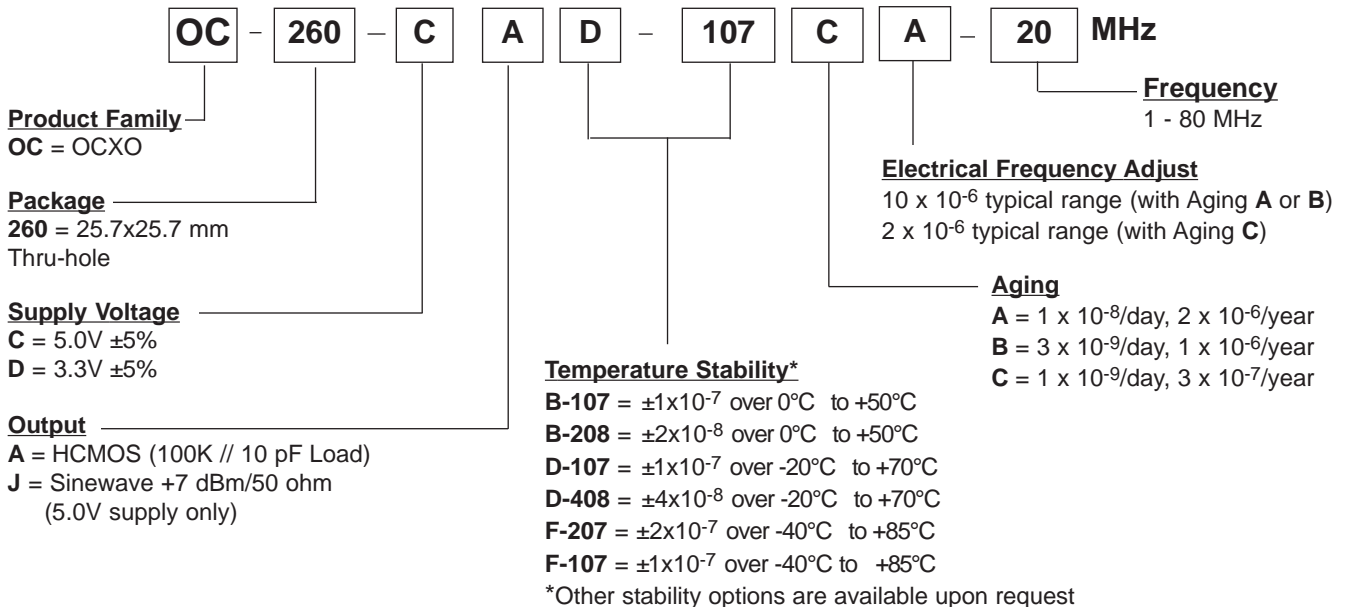 OC - 260 - C A D - 107 C A - 20 MHz
Product Family
OC = OCXO
Package
260 = 25.7x25.7 mm
Thru-hole
Supply Voltage
C = 5.0V ±5%
D = 3.3V ±5%
Output
A = HCMOS (100K // 10 pF Load)
J = Sinewave +7 dBm/50 ohm
(5.0V supply only)
Temperature Stability*
B-107 = ±1x10-7 over 0°C to +50°C
B-208 = ±2x10-8 over 0°C to +50°C
D-107 = ±1x10-7 over -20°C to +70°C
D-408 = ±4x10-8 over -20°C to +70°C
F-207 = ±2x10-7 over -40°C to +85°C
F-107 = ±1x10-7 over -40°C to +85°C
*Other stability options are available upon request
Aging
A = 1 x 10-8/day, 2 x 10-6/year
B = 3 x 10-9/day, 1 x 10-6/year
C = 1 x 10-9/day, 3 x 10-7/year
Electrical Frequency Adjust
10 x 10-6 typical range (with Aging A or B)
2 x 10-6 typical range (with Aging C)
Frequency
1 - 80 MHz